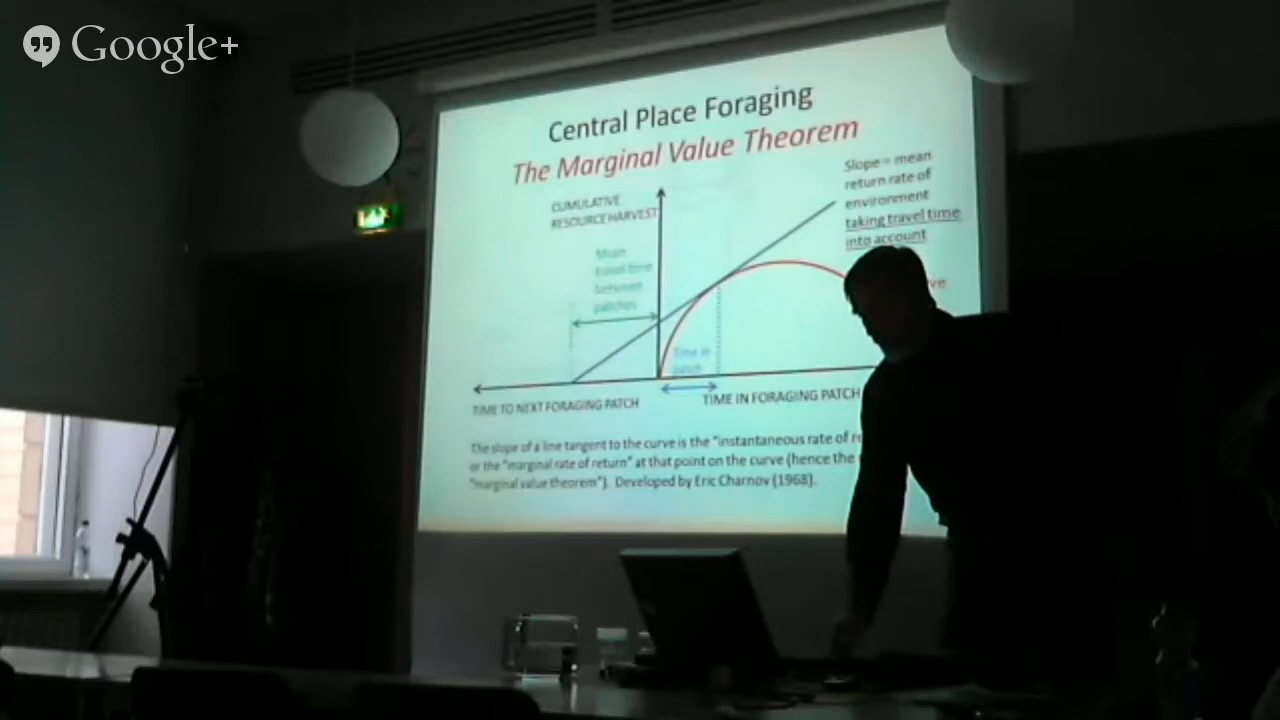 Google+
Central Place Foraging
The Marginal Value Theorem
Slope = mean
return rate of
environment
taking travel time
into account
CUMULATIVE
RESOURCE HARVEST
Mean
travel time
between
patches
Time in
patch
TIME TO NEXT FORAGING PATCH
TIME IN FORAGING PATCH
The slope of a line tangent to the curve is the "instantaneous rate of
or the "marginal rate of return" at that point on the curve (hence the
"marginal value theorem"). Developed by Eric Charnov (1968).